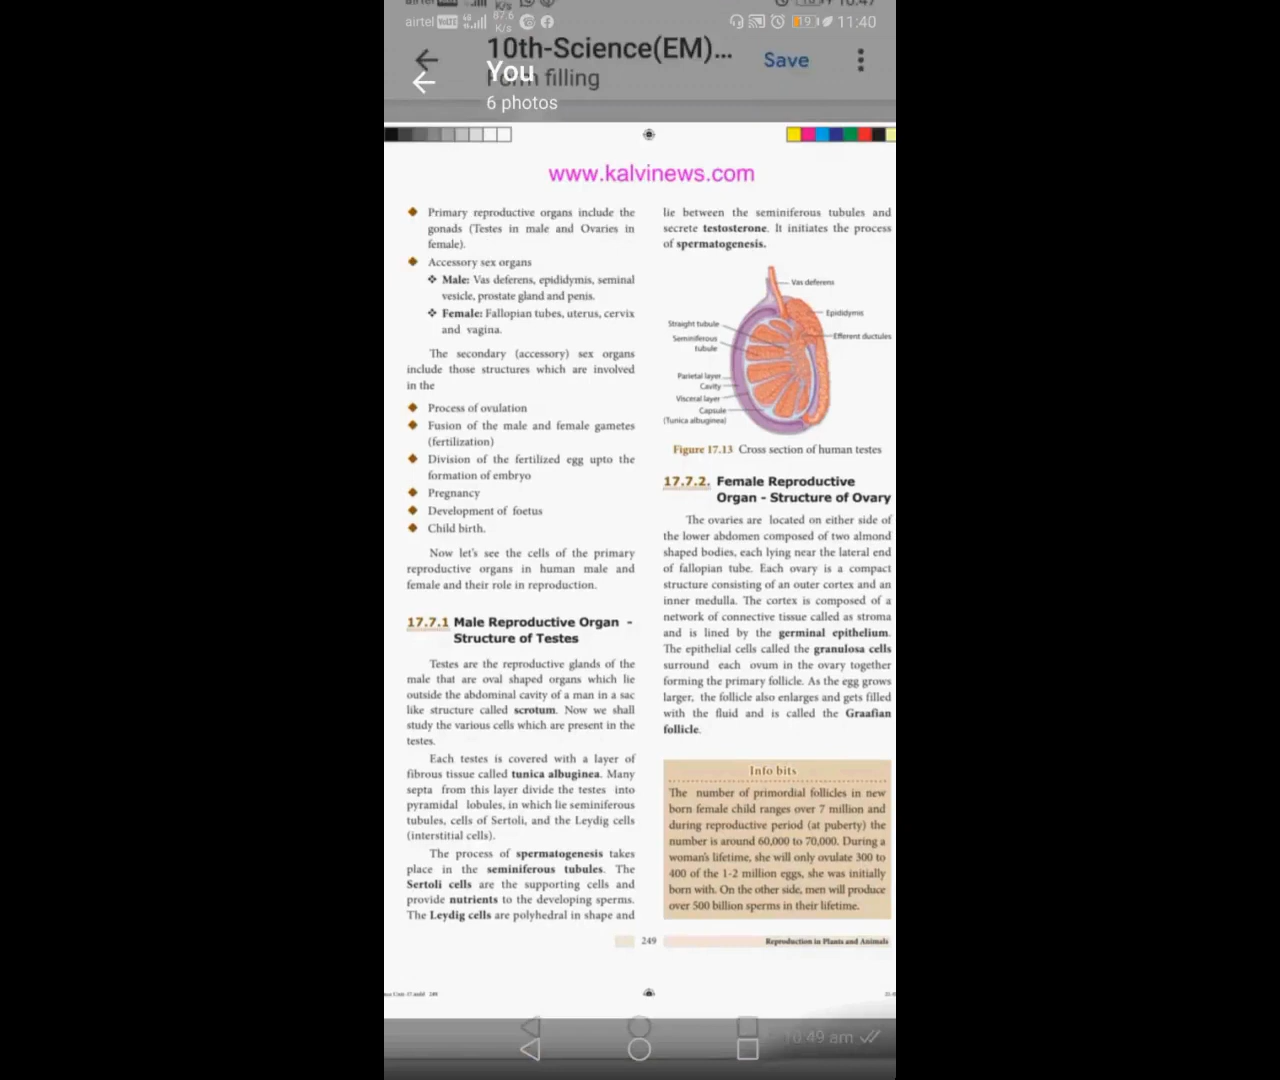 airtel K/s 10:47
airtel VoLTE 4G 87.6 K/s 19 11:40
10th-Science(EM)...
Save
You
Form filling
6 photos
www.kalvinews.com
Primary reproductive organs include the
gonads (Testes in male and Ovaries in
female).
Accessory sex organs
Male: Vas deferens, epididymis, seminal
vesicle, prostate gland and penis.
Female: Fallopian tubes, uterus, cervix
and vagina.
The secondary (accessory) sex organs
include those structures which are involved
in the
Process of ovulation
Fusion of the male and female gametes
(fertilization)
Division of the fertilized egg upto the
formation of embryo
Pregnancy
Development of foetus
Child birth.
Now let's see the cells of the primary
reproductive organs in human male and
female and their role in reproduction.
17.7.1 Male Reproductive Organ -
Structure of Testes
Testes are the reproductive glands of the
male that are oval shaped organs which lie
outside the abdominal cavity of a man in a sac
like structure called scrotum. Now we shall
study the various cells which are present in the
testes.
Each testes is covered with a layer of
fibrous tissue called tunica albuginea. Many
septa from this layer divide the testes into
pyramidal lobules, in which lie seminiferous
tubules, cells of Sertoli, and the Leydig cells
(interstitial cells).
The process of spermatogenesis takes
place in the seminiferous tubules. The
Sertoli cells are the supporting cells and
provide nutrients to the developing sperms.
The Leydig cells are polyhedral in shape and
lie between the seminiferous tubules and
secrete testosterone. It initiates the process
of spermatogenesis.
Vas deferens
Epididymis
Straight tubule
Efferent ductules
Seminiferous
tubule
Parietal layer
Cavity
Visceral layer
Capsule
(Tunica albuginea)
Figure 17.13 Cross section of human testes
17.7.2. Female Reproductive
Organ - Structure of Ovary
The ovaries are located on either side of
the lower abdomen composed of two almond
shaped bodies, each lying near the lateral end
of fallopian tube. Each ovary is a compact
structure consisting of an outer cortex and an
inner medulla. The cortex is composed of a
network of connective tissue called as stroma
and is lined by the germinal epithelium.
The epithelial cells called the granulosa cells
surround each ovum in the ovary together
forming the primary follicle. As the egg grows
larger, the follicle also enlarges and gets filled
with the fluid and is called the Graafian
follicle.
Info bits
The number of primordial follicles in new
born female child ranges over 7 million and
during reproductive period (at puberty) the
number is around 60,000 to 70,000. During a
woman's lifetime, she will only ovulate 300 to
400 of the 1-2 million eggs, she was initially
born with. On the other side, men will produce
over 500 billion sperms in their lifetime.
249
Reproduction in Plants and Animals
10.49 am